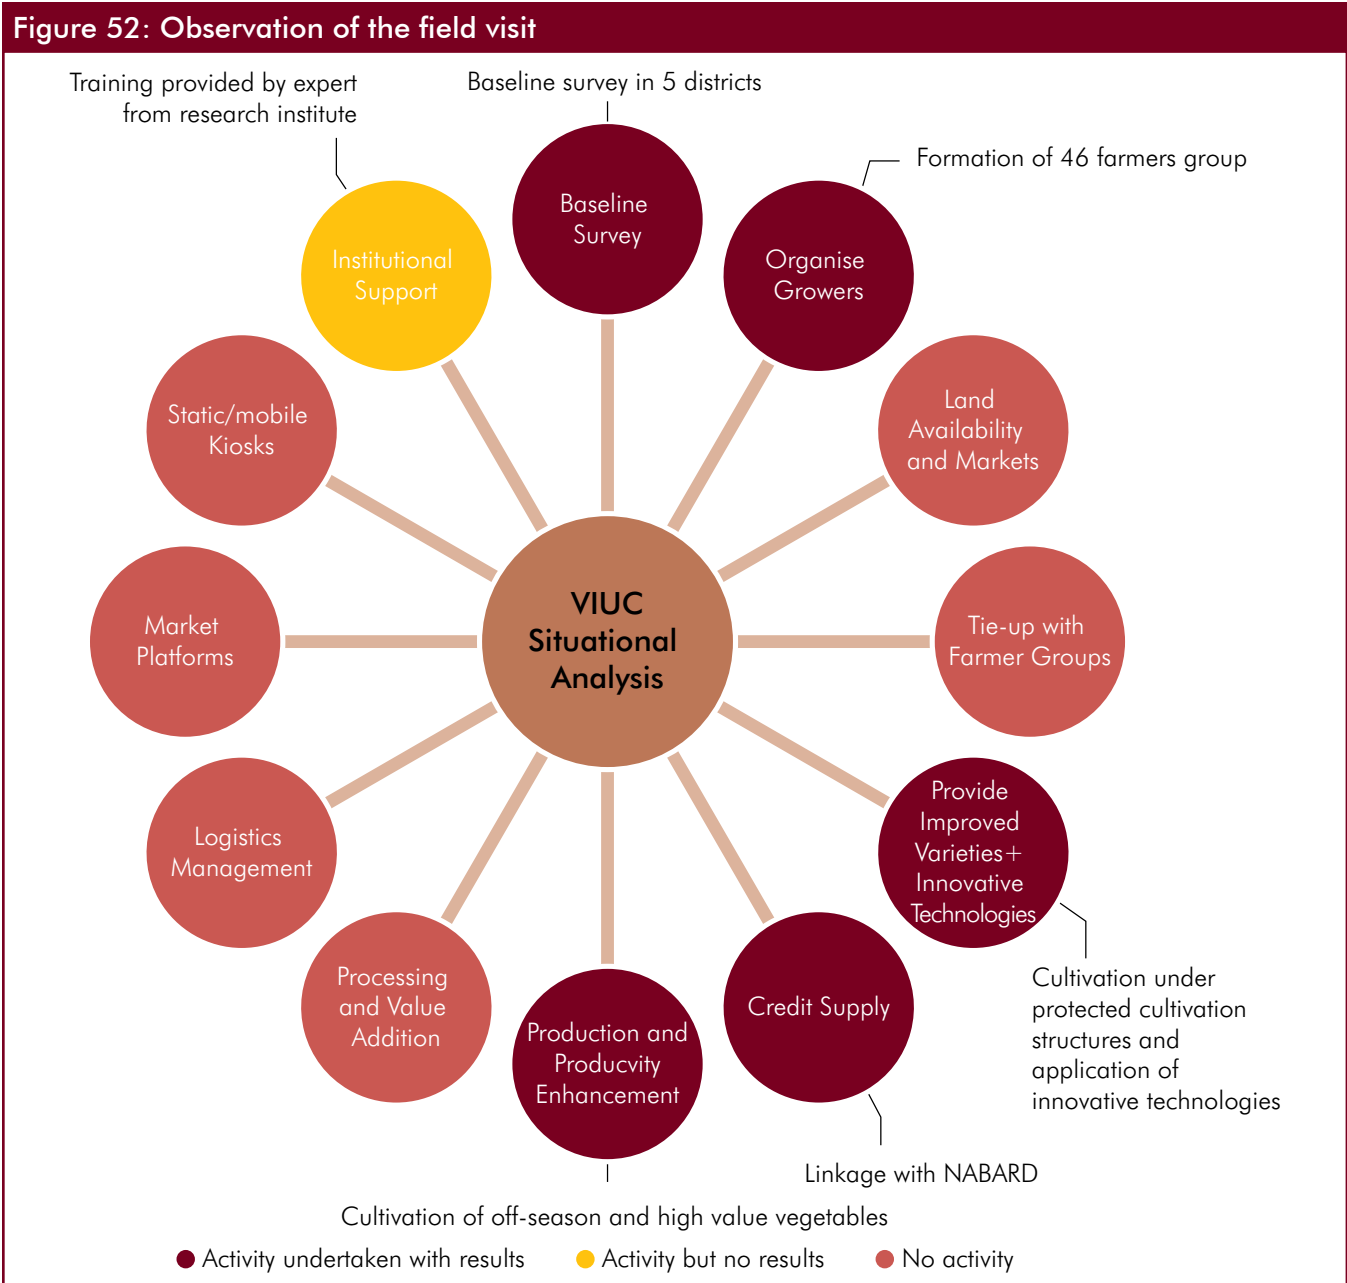 Figure 52: Observation of the field visit
Training provided by expert
from research institute
Baseline survey in 5 districts
Formation of 46 farmers group
Baseline
Survey
Organise
Growers
Institutional
Support
Land
Availability
and Markets
Static/mobile
Kiosks
Tie-up with
Farmer Groups
Market
Platforms
VIUC
Situational
Analysis
Provide
Improved
Varieties+
Innovative
Technologies
Logistics
Management
Cultivation under
protected cultivation
structures and
application of
innovative technologies
Processing
and Value
Addition
Credit Supply
Production and
Producvity
Enhancement
Linkage with NABARD
Cultivation of off-season and high value vegetables
Activity undertaken with results
Activity but no results
No activity